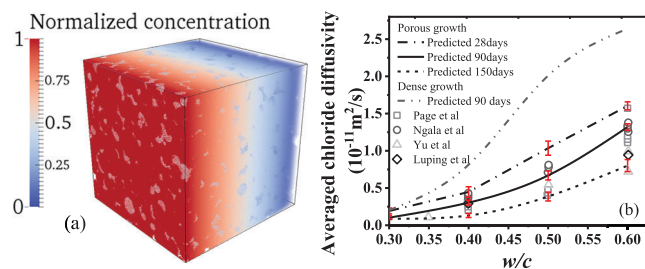 Normalized concentration
1
0.75
0.5
0.25
0
(a)
Averaged chloride diffusivity
(10-11m2/s)
2.5
2.0
1.5
1.0
0.5
0.0
Porous growth
Predicted 28days
Predicted 90days
Predicted 150days
Dense growth
Predicted 90 days
Page et al
Ngala et al
Yu et al
Luping et al
(b)
0.30 0.35 0.40 0.45 0.50 0.55 0.60
w/c